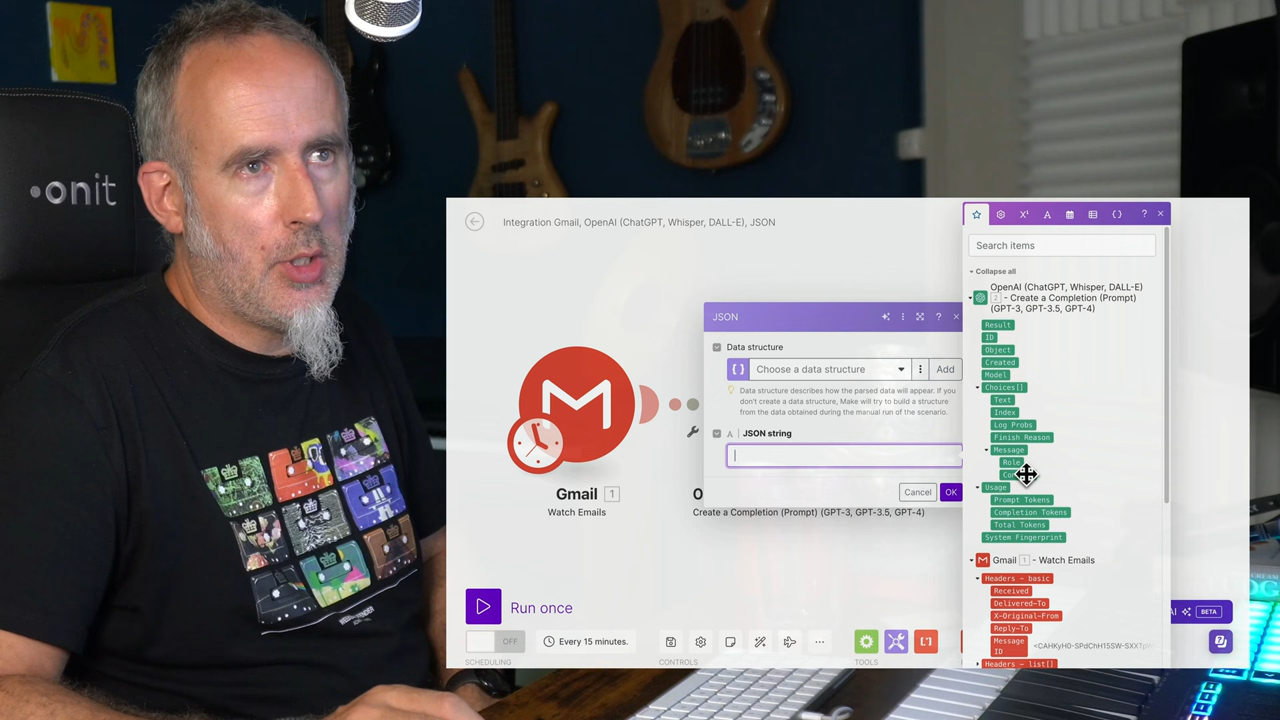 onit
Integration Gmail, OpenAI (ChatGPT, Whisper, DALL-E), JSON
Search items
Collapse all
OpenAI (ChatGPT, Whisper, DALL-E)
2 - Create a Completion (Prompt)
(GPT-3, GPT-3.5, GPT-4)
Result
ID
Object
Created
Model
Choices[]
Text
Index
Log Probs
Finish Reason
Message
Role
Usage
Prompt Tokens
Completion Tokens
Total Tokens
System Fingerprint
Gmail 1 - Watch Emails
Headers – basic
Received
Delivered-To
X-Original-From
Reply-To
Message
ID
Headers – list[]
JSON
Data structure
{ } Choose a data structure
Add
Data structure describes how the parsed data will appear. If you
don't create a data structure, Make will try to build a structure
from the data obtained during the manual run of the scenario.
A JSON string
Cancel OK
Gmail 1
Watch Emails
O
Create a Completion (Prompt) (GPT-3, GPT-3.5, GPT-4)
Run once
AI BETA
OFF
Every 15 minutes.
SCHEDULING
CONTROLS
TOOLS